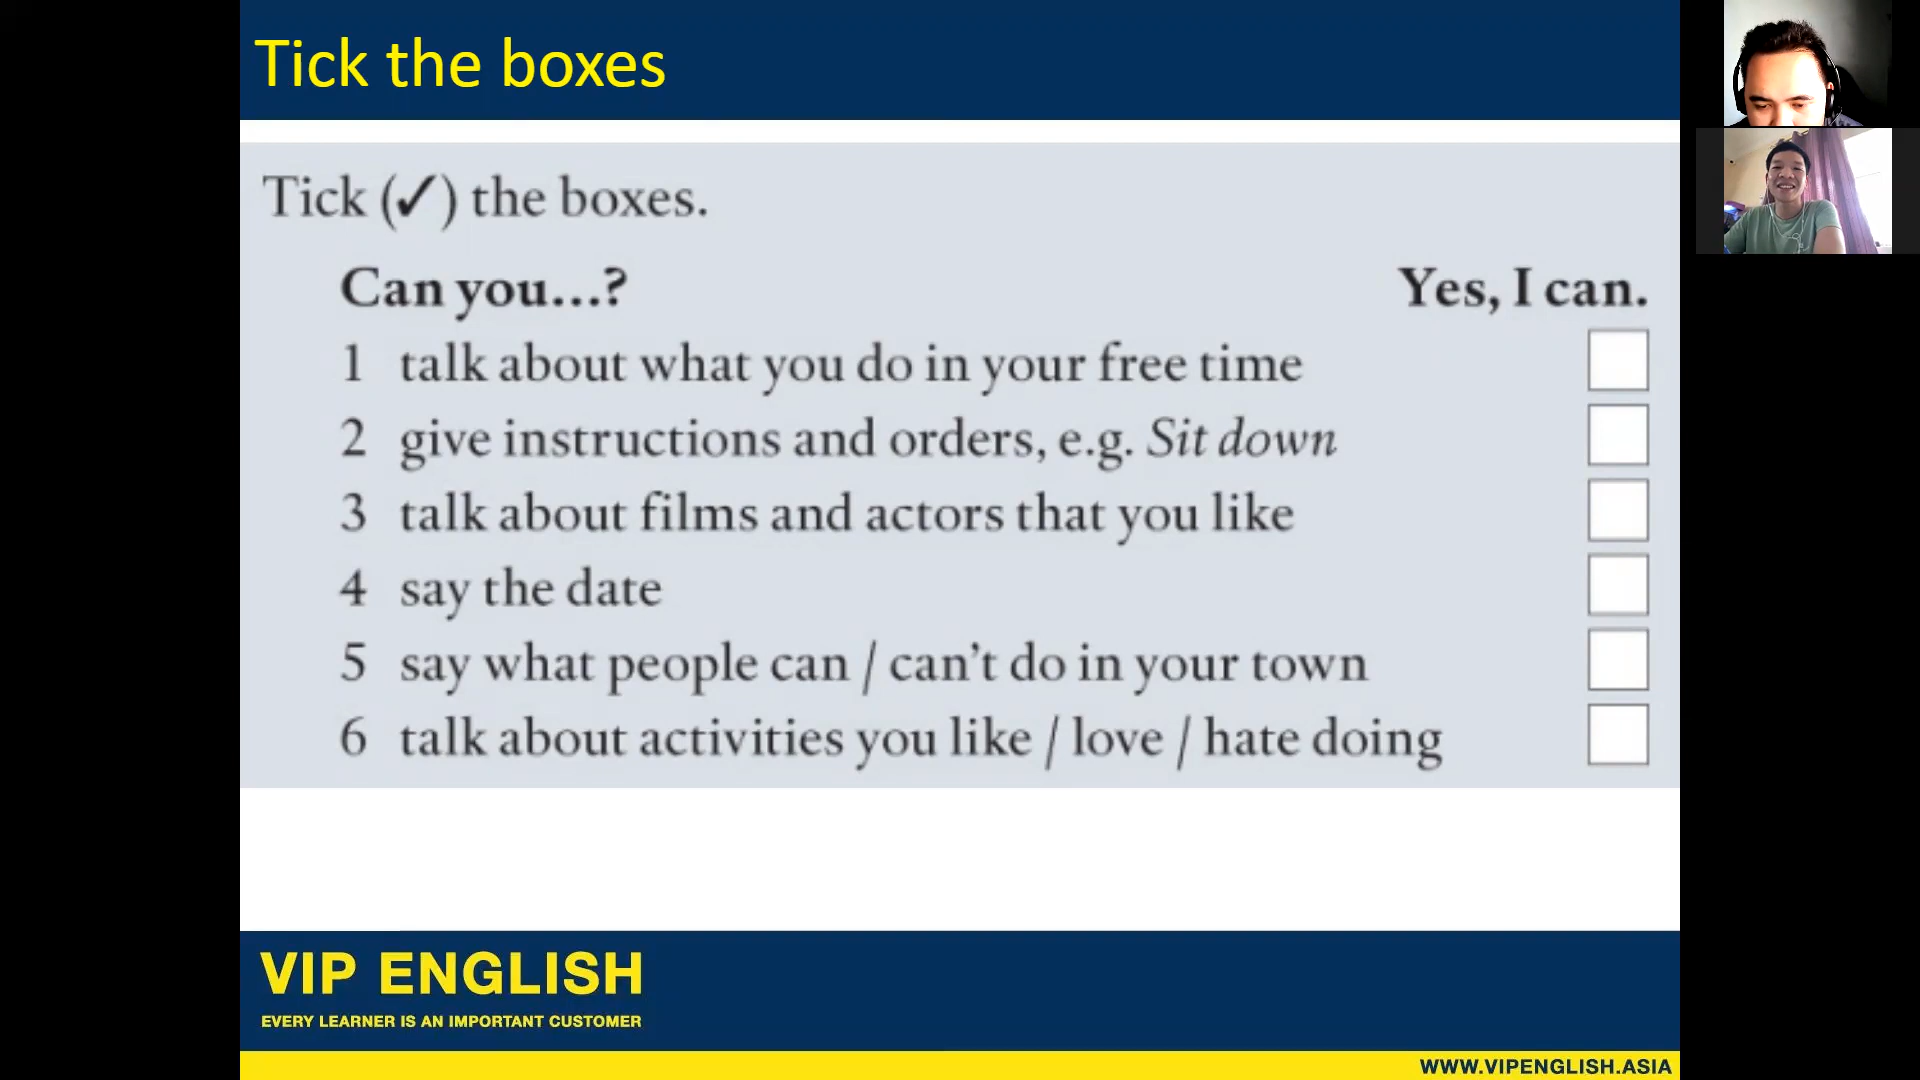 Tick the boxes
Tick (✓) the boxes.
Can you...? Yes, I can.
1 talk about what you do in your free time
2 give instructions and orders, e.g. Sit down
3 talk about films and actors that you like
4 say the date
5 say what people can / can't do in your town
6 talk about activities you like / love / hate doing
VIP ENGLISH
EVERY LEARNER IS AN IMPORTANT CUSTOMER
WWW.VIPENGLISH.ASIA